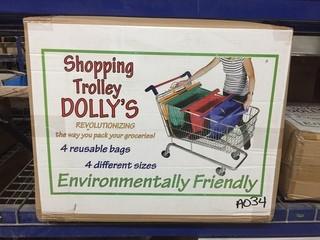 Shopping
Trolley
DOLLY'S
REVOLUTIONIZING
the way you pack your groceries!
4 reusable bags
4 different sizes
Environmentally Friendly
A034